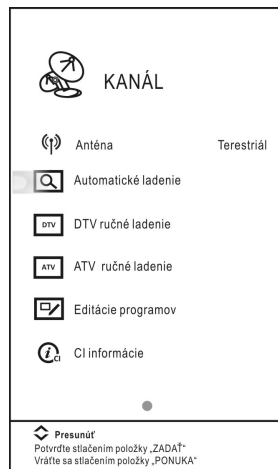 KANÁL
Anténa Terestriál
Automatické ladenie
DTV DTV ručné ladenie
ATV ATV ručné ladenie
Editácie programov
CI CI informácie
Presunúť
Potvrďte stlačením položky „ZADAŤ“
Vráťte sa stlačením položky „PONUKA“